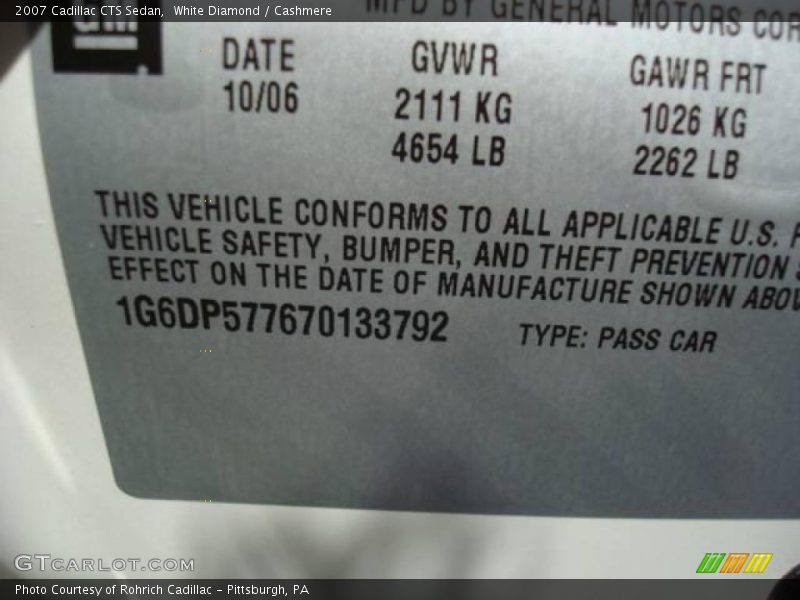 2007 Cadillac CTS Sedan, White Diamond / Cashmere
MFD BY GENERAL MOTORS COR
GM
DATE GVWR GAWR FRT
10/06 2111 KG 1026 KG
4654 LB 2262 LB
THIS VEHICLE CONFORMS TO ALL APPLICABLE U.S. F
VEHICLE SAFETY, BUMPER, AND THEFT PREVENTION S
EFFECT ON THE DATE OF MANUFACTURE SHOWN ABOV
1G6DP577670133792 TYPE: PASS CAR
GTCARLOT.COM
Photo Courtesy of Rohrich Cadillac - Pittsburgh, PA